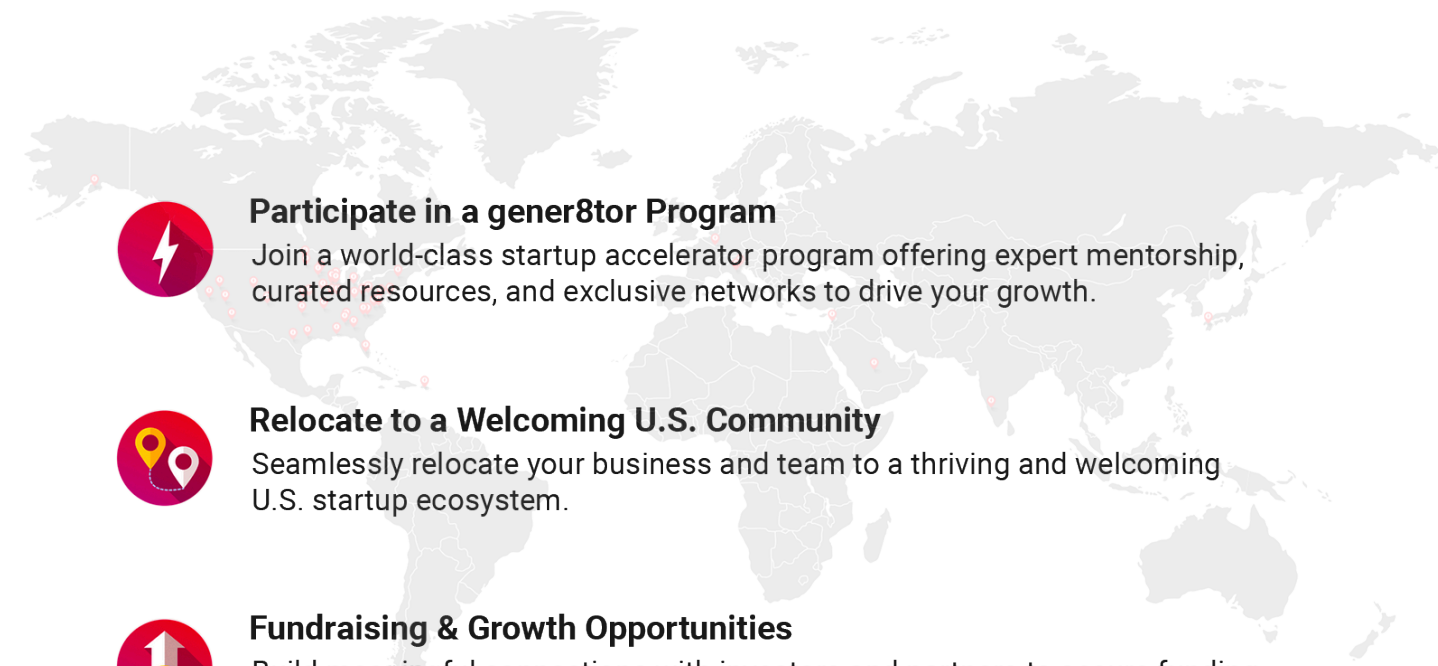 Participate in a gener8tor Program
Join a world-class startup accelerator program offering expert mentorship,
curated resources, and exclusive networks to drive your growth.
Relocate to a Welcoming U.S. Community
Seamlessly relocate your business and team to a thriving and welcoming
U.S. startup ecosystem.
Fundraising & Growth Opportunities